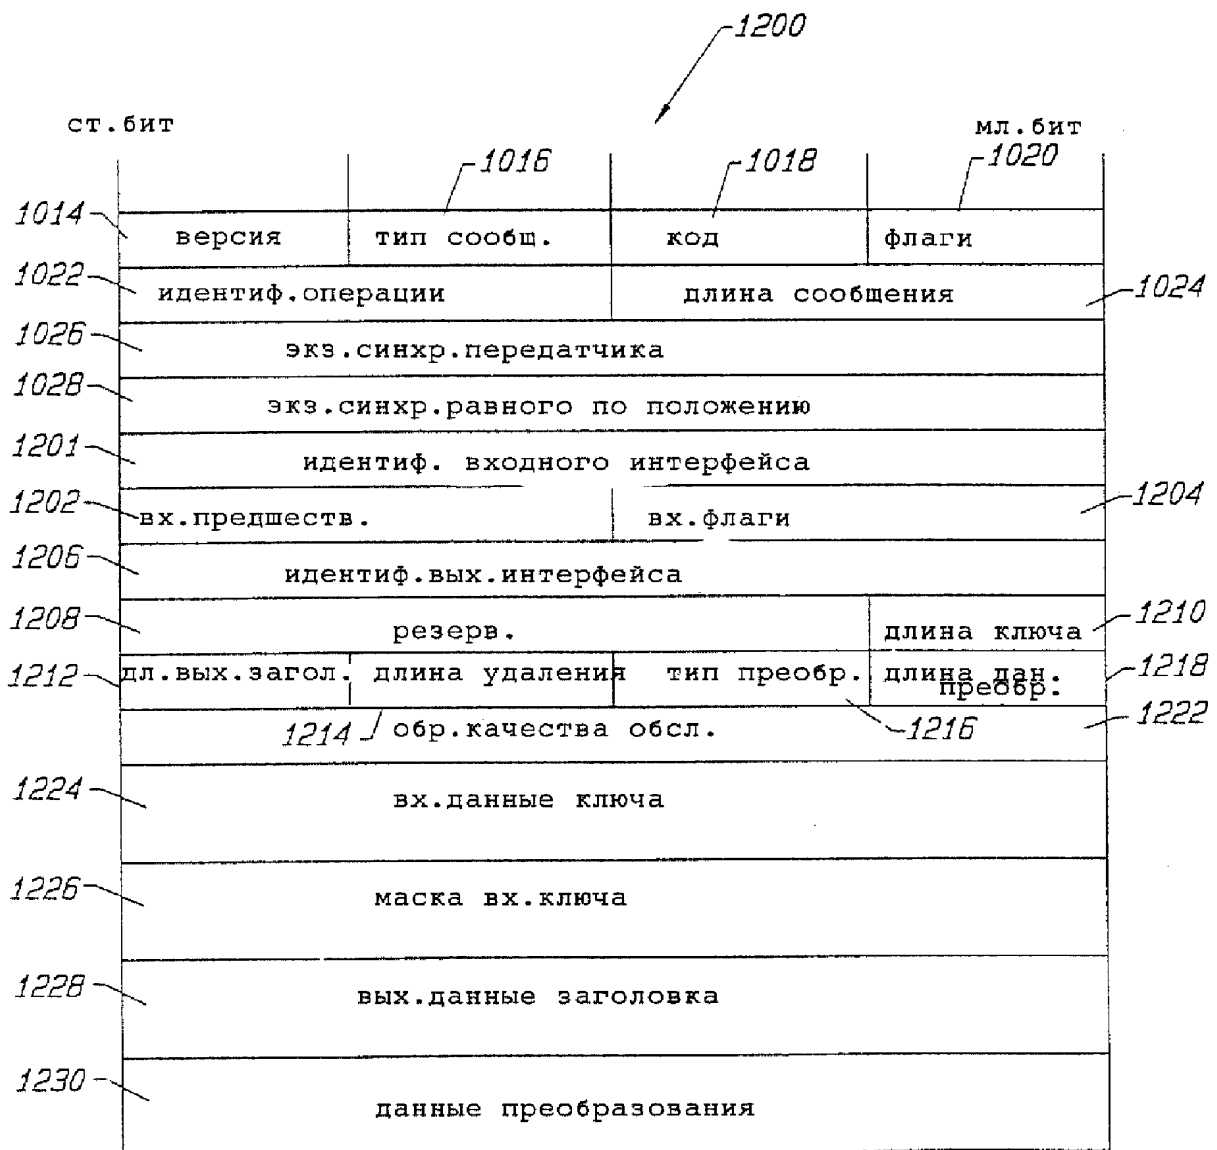 1200
ст.бит
мл.бит
1016
1018
1020
1014
версия
тип сообщ.
код
флаги
1022
идентиф.операции
длина сообщения
1024
1026
экз.синхр.передатчика
1028
экз.синхр.равного по положению
1201
идентиф. входного интерфейса
1202
вх.предшеств.
вх.флаги
1204
1206
идентиф.вых.интерфейса
1208
резерв.
длина ключа
1210
1212
дл.вых.загол.
длина удаления
тип преобр.
длина дан.
преобр.
1218
1214
обр.качества обсл.
1216
1222
1224
вх.данные ключа
1226
маска вх.ключа
1228
вых.данные заголовка
1230
данные преобразования